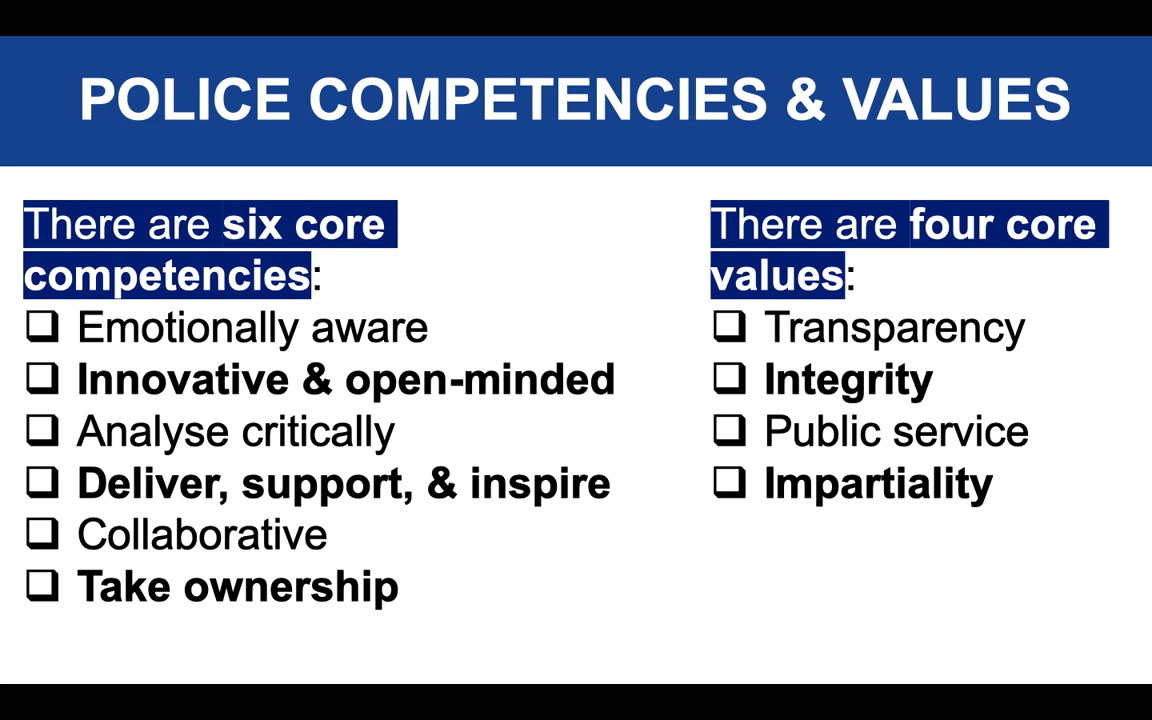 POLICE COMPETENCIES & VALUES
There are six core
competencies:
❑ Emotionally aware
❑ Innovative & open-minded
❑ Analyse critically
❑ Deliver, support, & inspire
❑ Collaborative
❑ Take ownership
There are four core
values:
❑ Transparency
❑ Integrity
❑ Public service
❑ Impartiality